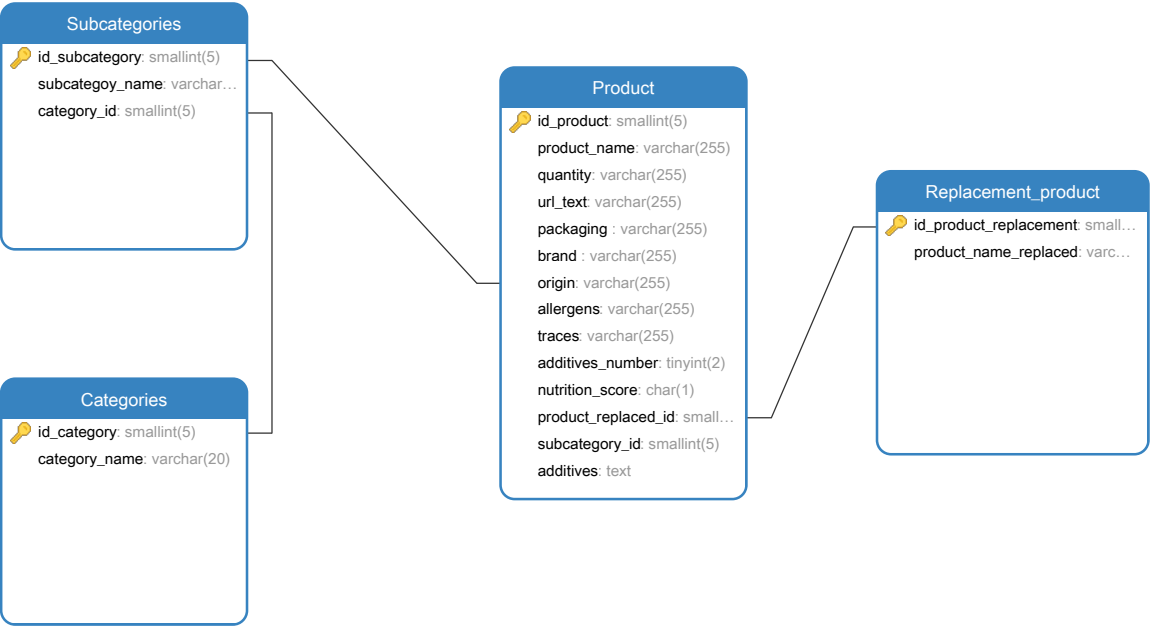 Subcategories
id_subcategory: smallint(5)
subcategoy_name: varchar…
category_id: smallint(5)
Categories
id_category: smallint(5)
category_name: varchar(20)
Product
id_product: smallint(5)
product_name: varchar(255)
quantity: varchar(255)
url_text: varchar(255)
packaging : varchar(255)
brand : varchar(255)
origin: varchar(255)
allergens: varchar(255)
traces: varchar(255)
additives_number: tinyint(2)
nutrition_score: char(1)
product_replaced_id: small…
subcategory_id: smallint(5)
additives: text
Replacement_product
id_product_replacement: small…
product_name_replaced: varc…